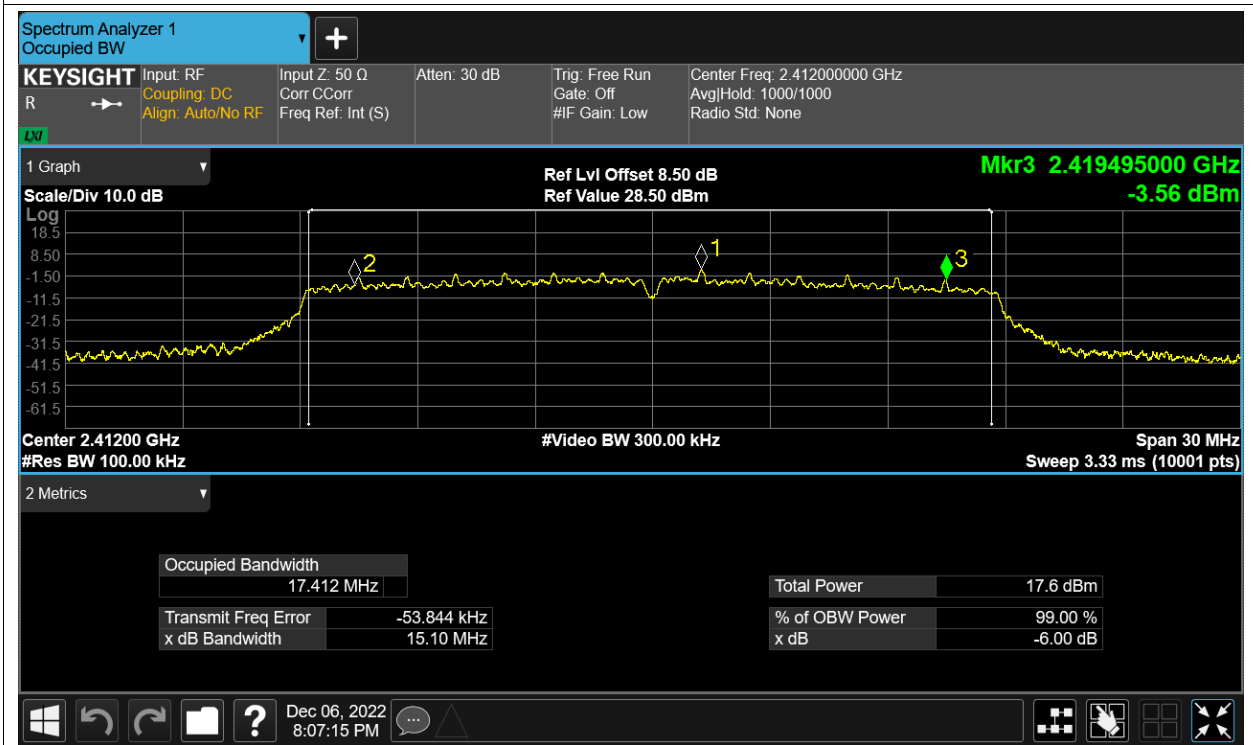 Spectrum Analyzer 1
Occupied BW
KEYSIGHT
R
LXI
Input: RF
Coupling: DC
Align: Auto/No RF
Input Z: 50 Ω
Corr CCorr
Freq Ref: Int (S)
Atten: 30 dB
Trig: Free Run
Gate: Off
#IF Gain: Low
Center Freq: 2.412000000 GHz
Avg|Hold: 1000/1000
Radio Std: None
1 Graph
Scale/Div 10.0 dB
Ref Lvl Offset 8.50 dB
Ref Value 28.50 dBm
Mkr3 2.419495000 GHz
-3.56 dBm
Log
18.5
8.50
-1.50
-11.5
-21.5
-31.5
-41.5
-51.5
-61.5
2
1
3
Center 2.41200 GHz
#Video BW 300.00 kHz
Span 30 MHz
#Res BW 100.00 kHz
Sweep 3.33 ms (10001 pts)
2 Metrics
Occupied Bandwidth
17.412 MHz
Transmit Freq Error -53.844 kHz
x dB Bandwidth 15.10 MHz
Total Power 17.6 dBm
% of OBW Power 99.00 %
x dB -6.00 dB
?
Dec 06, 2022
8:07:15 PM